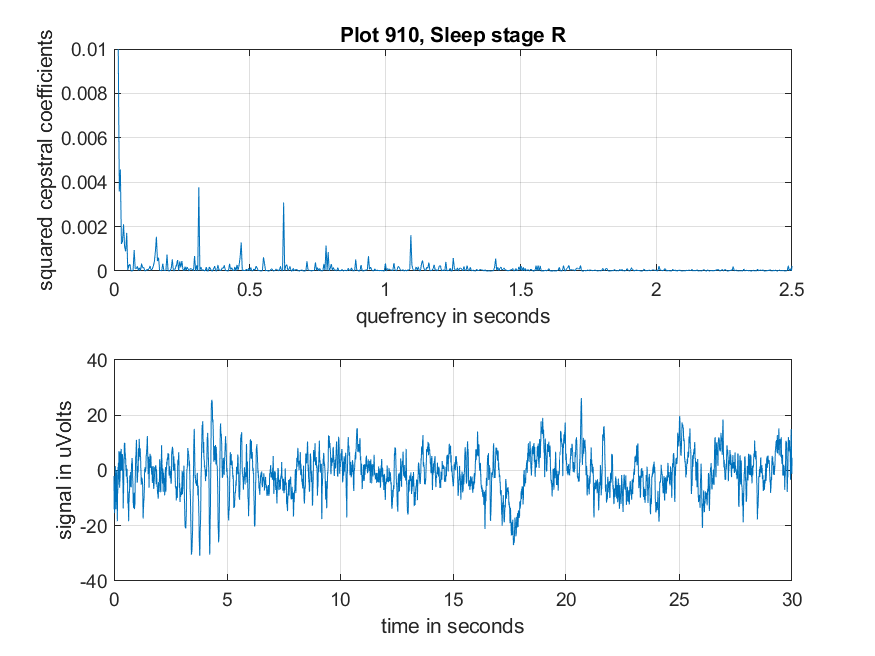 Plot 910, Sleep stage R
squared cepstral coefficients
0.01
0.008
0.006
0.004
0.002
0
0 0.5 1 1.5 2 2.5
quefrency in seconds
signal in uVolts
40
20
0
-20
-40
0 5 10 15 20 25 30
time in seconds